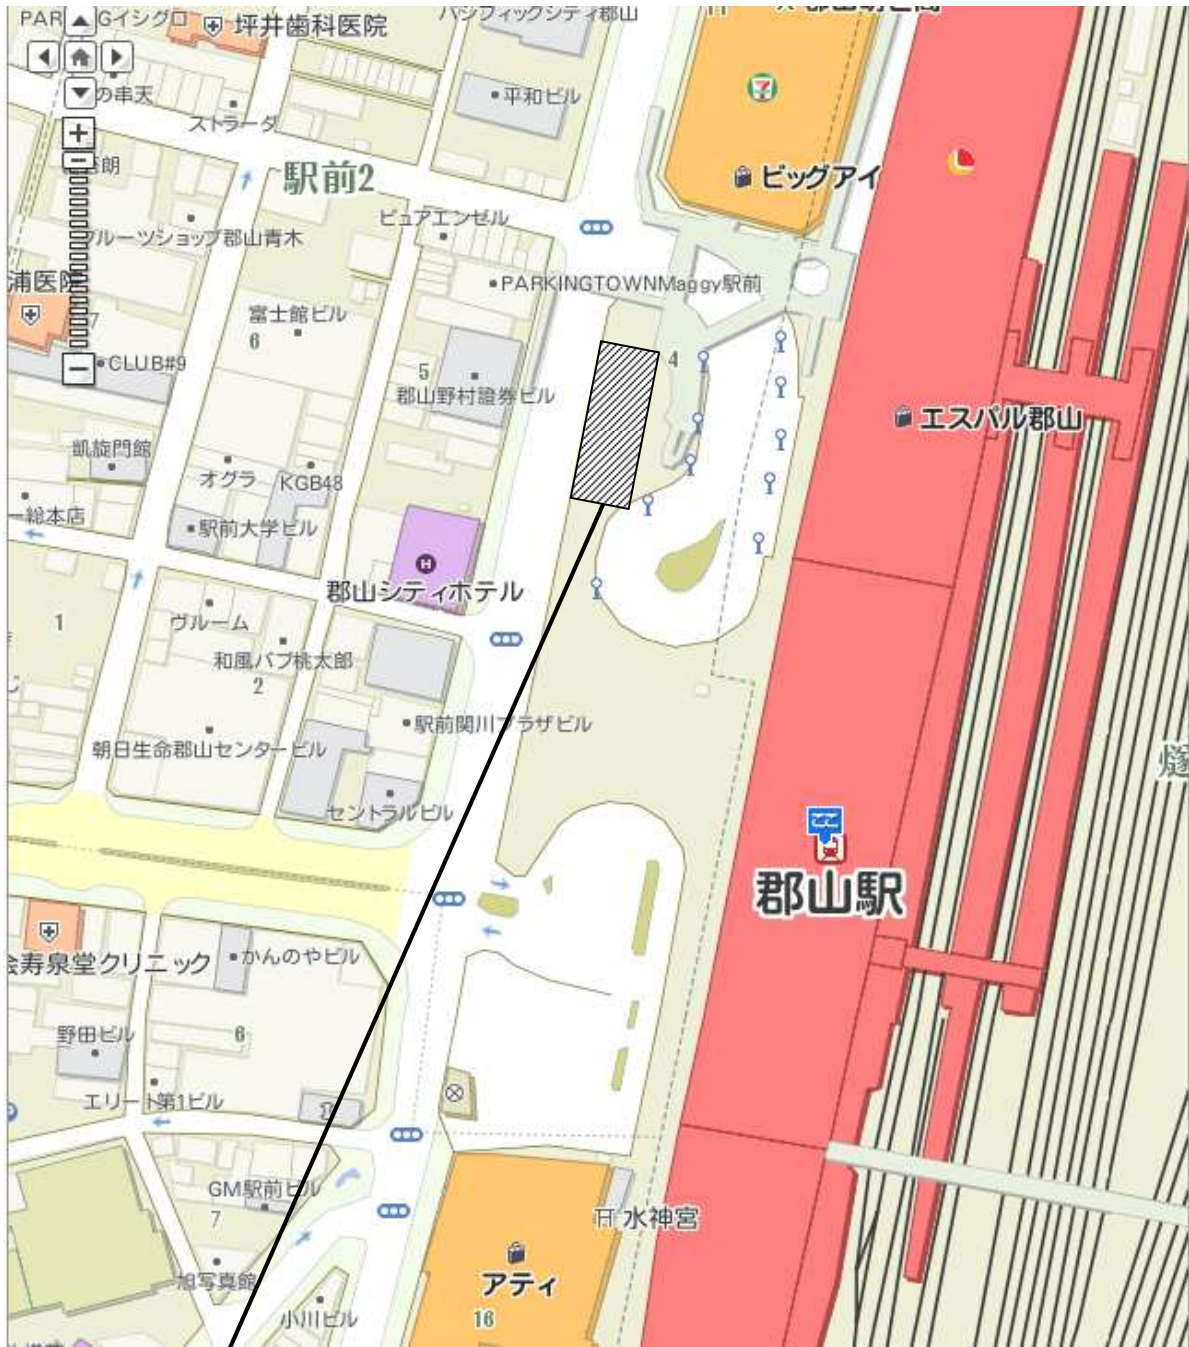 坪井歯科医院
パシフィックシティ郡山
の串天
平和ビル
ストラーダ
駅前2
ビッグアイ
ピュアエンゼル
フルーツショップ郡山青木
PARKINGTOWNMaggy駅前
浦医院
7
富士館ビル
6
CLUB#9
5
4
郡山野村證券ビル
エスパル郡山
凱旋門館
オグラ
KGB48
一総本店
駅前大学ビル
H
郡山シティホテル
1
ヴルーム
和風パブ桃太郎
2
駅前関川プラザビル
朝日生命郡山センタービル
セントラルビル
郡山駅
寿泉堂クリニック
かんのやビル
野田ビル
6
エリート第1ビル
GM駅前ビル
7
水神宮
旭写真館
アティ
小川ビル
16